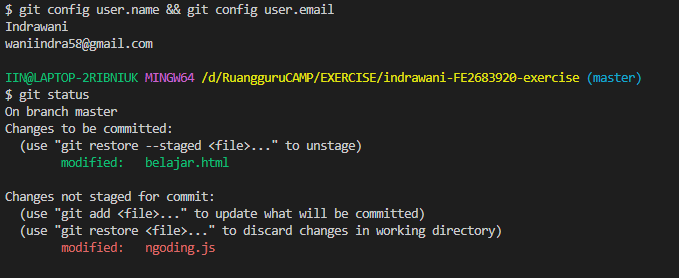 $ git config user.name && git config user.email
Indrawani
waniindra58@gmail.com
IIN@LAPTOP-2RIBNIUK MINGW64 /d/RuangguruCAMP/EXERCISE/indrawani-FE2683920-exercise (master)
$ git status
On branch master
Changes to be committed:
(use "git restore --staged <file>..." to unstage)
modified: belajar.html
Changes not staged for commit:
(use "git add <file>..." to update what will be committed)
(use "git restore <file>..." to discard changes in working directory)
modified: ngoding.js